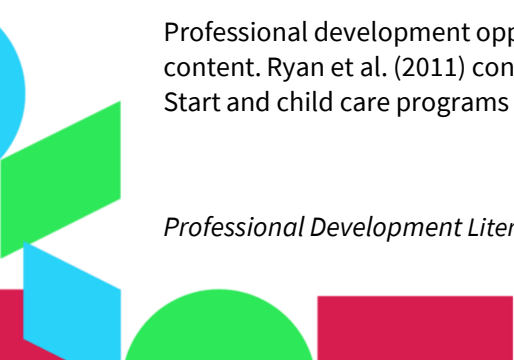 Professional development opp
content. Ryan et al. (2011) con
Start and child care programs
Professional Development Liter